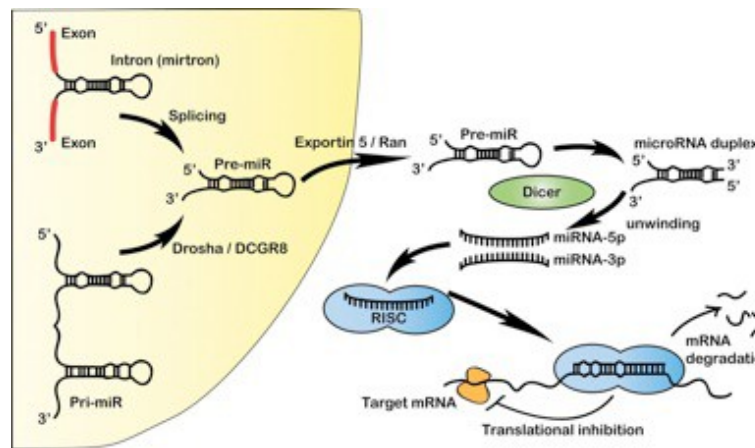 5'
Exon
Intron (mirtron)
Exon
3'
Splicing
Pre-miR
5'
3'
Exportin 5 / Ran
Pre-miR
5'
3'
microRNA duplex
5'
3'
3'
5'
Dicer
unwinding
miRNA-5p
miRNA-3p
5'
Drosha / DCGR8
Pri-miR
3'
RISC
mRNA
degradatio
Target mRNA
Translational inhibition